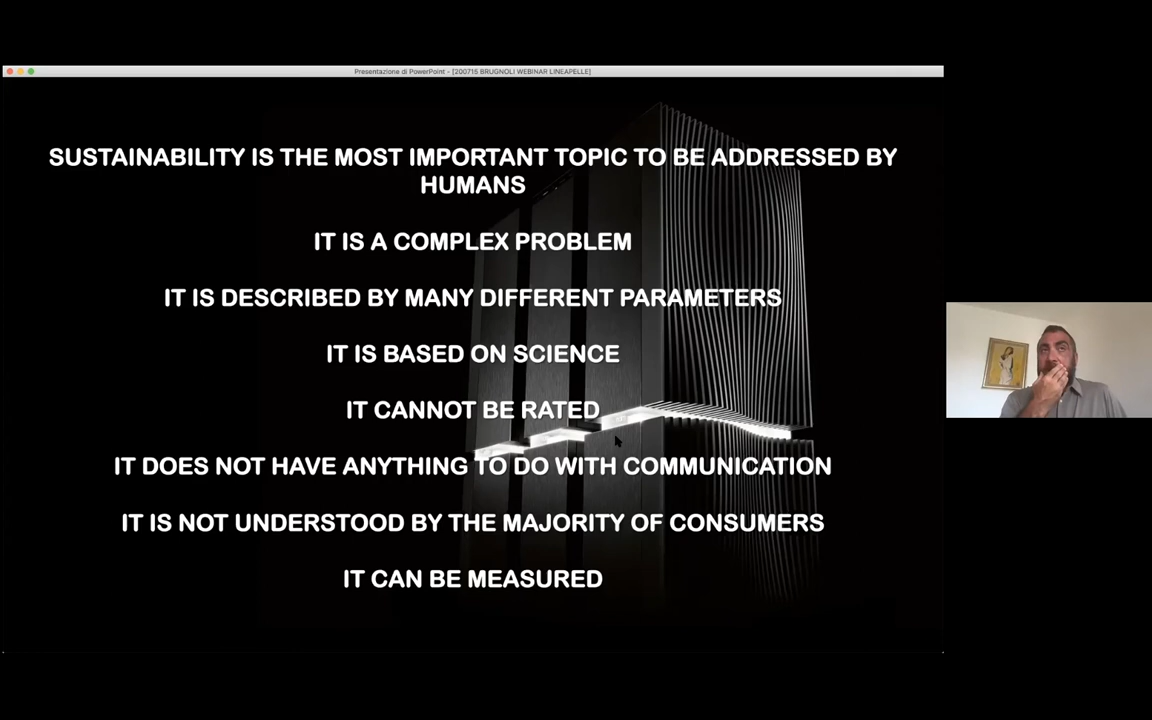 Presentazione di PowerPoint - [200715 BRUGNOLI WEBINAR LINEAPELLE]
SUSTAINABILITY IS THE MOST IMPORTANT TOPIC TO BE ADDRESSED BY
HUMANS
IT IS A COMPLEX PROBLEM
IT IS DESCRIBED BY MANY DIFFERENT PARAMETERS
IT IS BASED ON SCIENCE
IT CANNOT BE RATED
IT DOES NOT HAVE ANYTHING TO DO WITH COMMUNICATION
IT IS NOT UNDERSTOOD BY THE MAJORITY OF CONSUMERS
IT CAN BE MEASURED